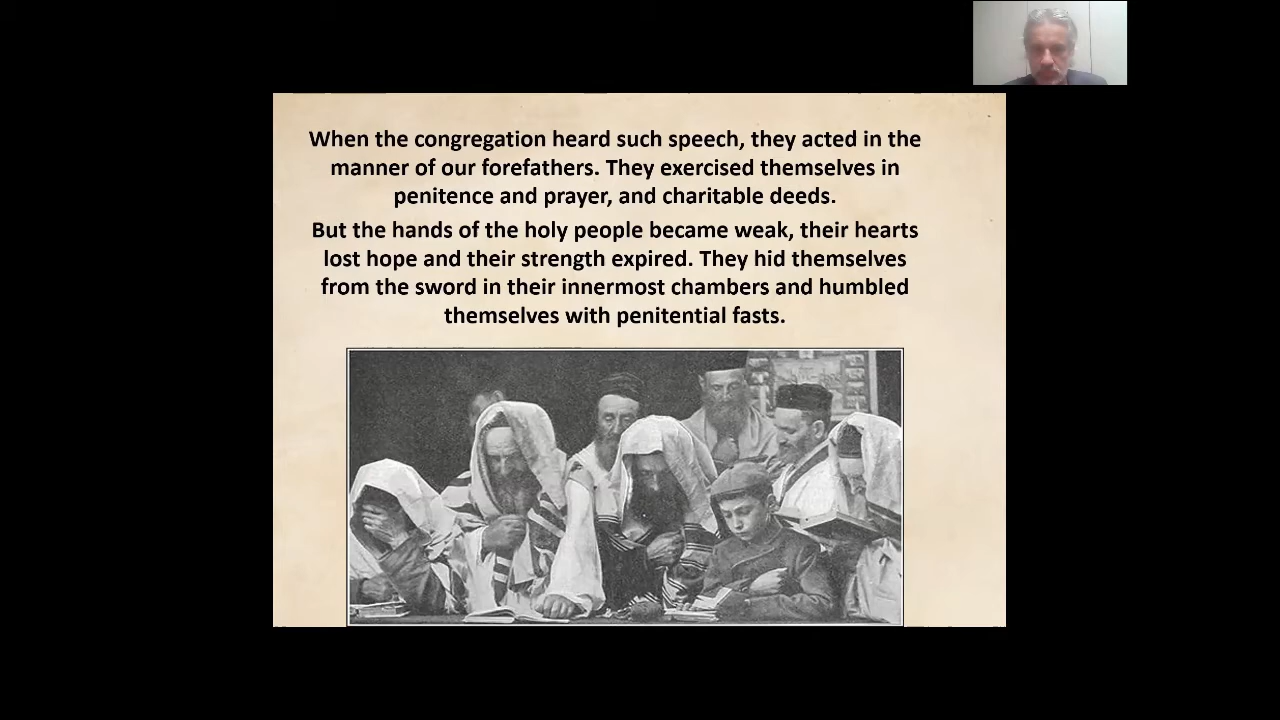 When the congregation heard such speech, they acted in the
manner of our forefathers. They exercised themselves in
penitence and prayer, and charitable deeds.
But the hands of the holy people became weak, their hearts
lost hope and their strength expired. They hid themselves
from the sword in their innermost chambers and humbled
themselves with penitential fasts.